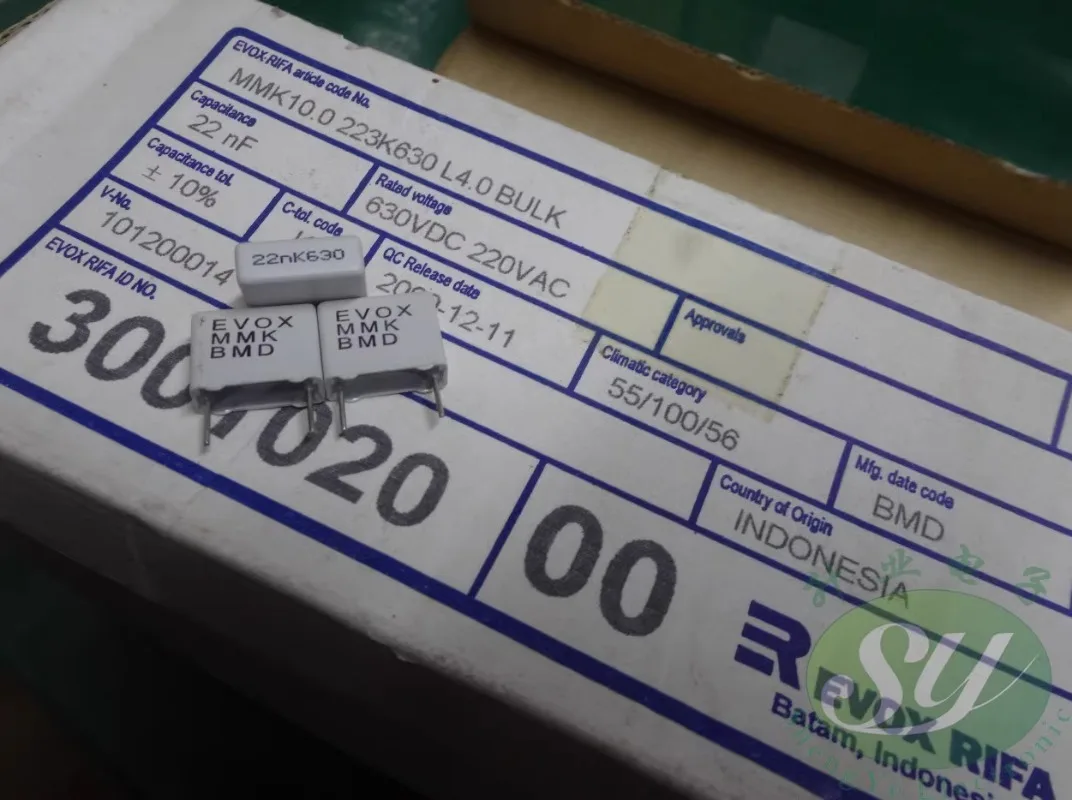 EVOX-RIFA article code No.
MMK10.0 223K630 L4.0 BULK
Capacitance
22 nF
Rated voltage
630VDC 220VAC
Approvals
Capacitance tol.
± 10%
C-tol. code
QC Release date
-12-11
Climatic category
55/100/56
Mfg. date code
BMD
V-No.
101200014
Country of Origin
INDONESIA
EVOX RIFA ID NO.
00
22nK630
EVOX
MMK
BMD
EVOX
MMK
BMD
EVOX RIFA
Batam,
SY
电子